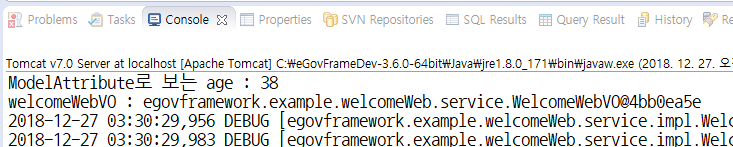 Problems Tasks Console Properties SVN Repositories SQL Results Query Result History
Tomcat v7.0 Server at localhost [Apache Tomcat] C:₩eGovFrameDev-3.6.0-64bit₩Java₩jre1.8.0_171₩bin₩javaw.exe (2018. 12. 27.
ModelAttribute로 보는 age : 38
welcomeWebVO : egovframework.example.welcomeWeb.service.WelcomeWebVO@4bb0ea5e
2018-12-27 03:30:29,956 DEBUG [egovframework.example.welcomeWeb.service.impl.Welc
2018-12-27 03:30:29,983 DEBUG [egovframework.example.welcomeWeb.service.impl.Welc